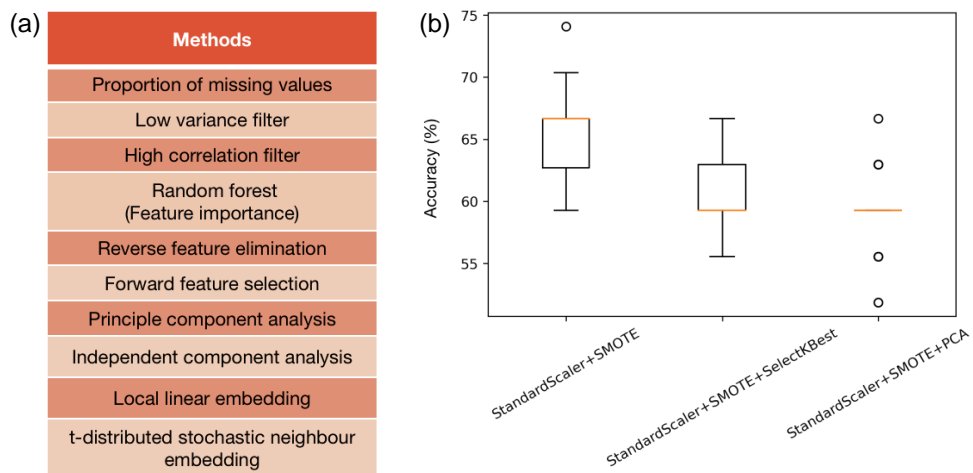 (a)
Methods
Proportion of missing values
Low variance filter
High correlation filter
Random forest
(Feature importance)
Reverse feature elimination
Forward feature selection
Principle component analysis
Independent component analysis
Local linear embedding
t-distributed stochastic neighbour
embedding
(b)
Accuracy (%)
75
70
65
60
55
StandardScaler+SMOTE
StandardScaler+SMOTE+SelectKBest
StandardScaler+SMOTE+PCA